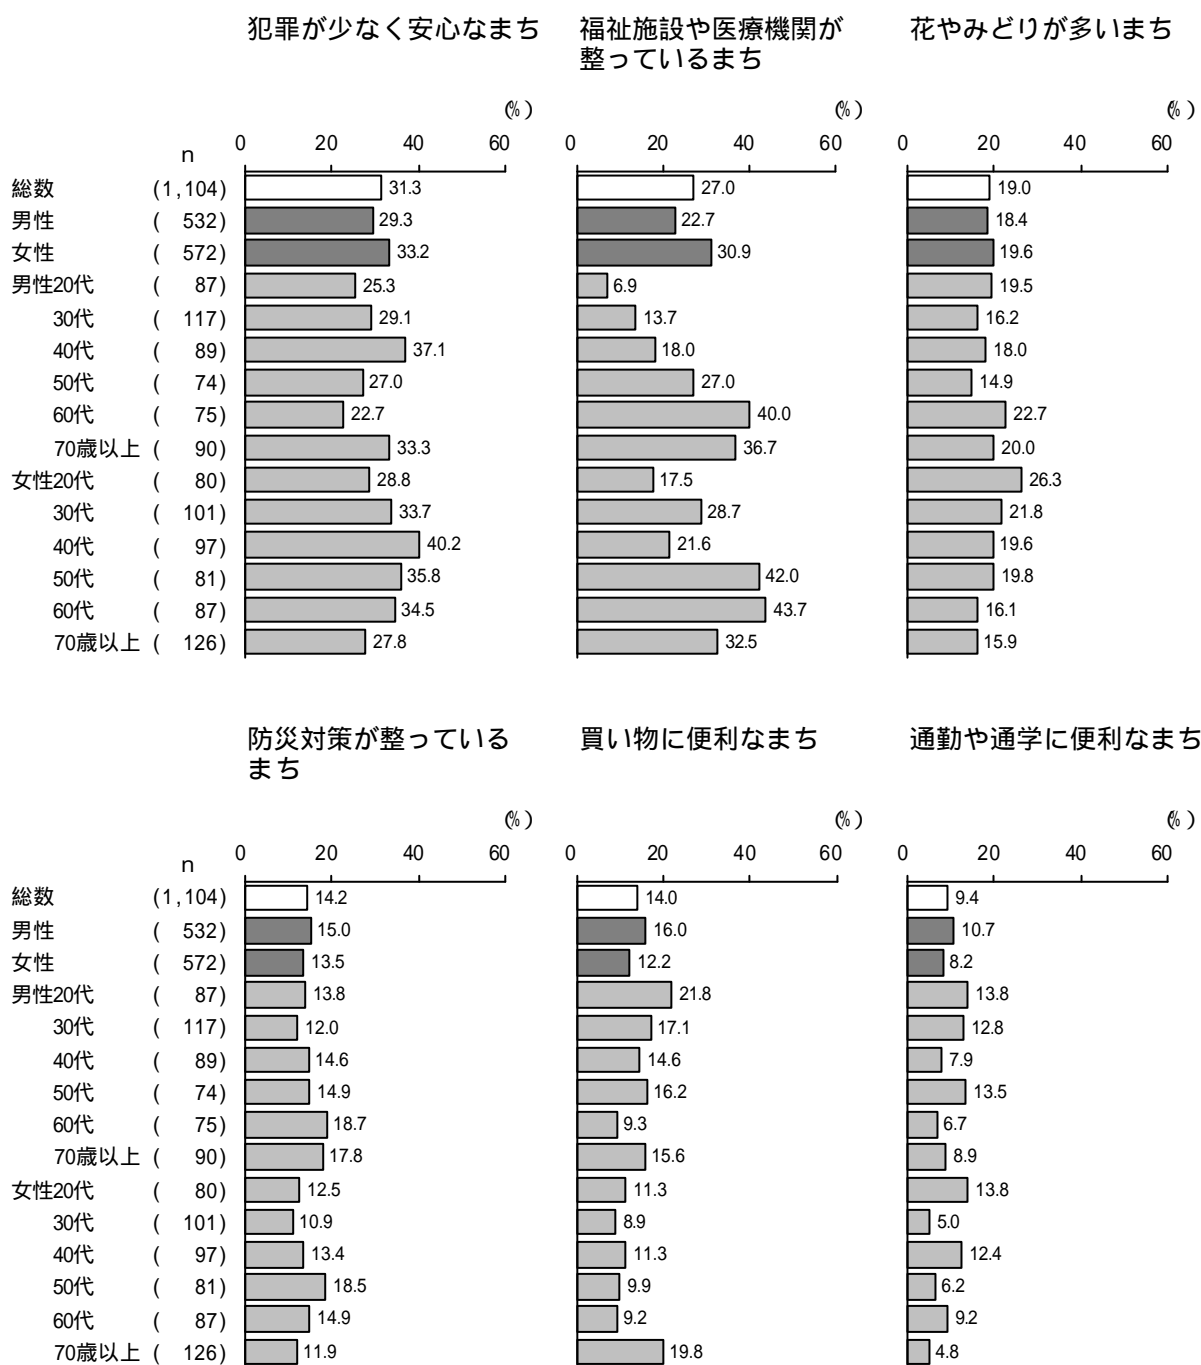 犯罪が少なく安心なまち 福祉施設や医療機関が 花やみどりが多いまち
整っているまち
(%) (%) (%)
0 20 40 60 0 20 40 60 0 20 40 60
n
総数 (1,104) 31.3 27.0 19.0
男性 ( 532) 29.3 22.7 18.4
女性 ( 572) 33.2 30.9 19.6
男性20代 ( 87) 25.3 6.9 19.5
30代 ( 117) 29.1 13.7 16.2
40代 ( 89) 37.1 18.0 18.0
50代 ( 74) 27.0 27.0 14.9
60代 ( 75) 22.7 40.0 22.7
70歳以上 ( 90) 33.3 36.7 20.0
女性20代 ( 80) 28.8 17.5 26.3
30代 ( 101) 33.7 28.7 21.8
40代 ( 97) 40.2 21.6 19.6
50代 ( 81) 35.8 42.0 19.8
60代 ( 87) 34.5 43.7 16.1
70歳以上 ( 126) 27.8 32.5 15.9
防災対策が整っている 買い物に便利なまち 通勤や通学に便利なまち
まち
(%) (%) (%)
0 20 40 60 0 20 40 60 0 20 40 60
n
総数 (1,104) 14.2 14.0 9.4
男性 ( 532) 15.0 16.0 10.7
女性 ( 572) 13.5 12.2 8.2
男性20代 ( 87) 13.8 21.8 13.8
30代 ( 117) 12.0 17.1 12.8
40代 ( 89) 14.6 14.6 7.9
50代 ( 74) 14.9 16.2 13.5
60代 ( 75) 18.7 9.3 6.7
70歳以上 ( 90) 17.8 15.6 8.9
女性20代 ( 80) 12.5 11.3 13.8
30代 ( 101) 10.9 8.9 5.0
40代 ( 97) 13.4 11.3 12.4
50代 ( 81) 18.5 9.9 6.2
60代 ( 87) 14.9 9.2 9.2
70歳以上 ( 126) 11.9 19.8 4.8